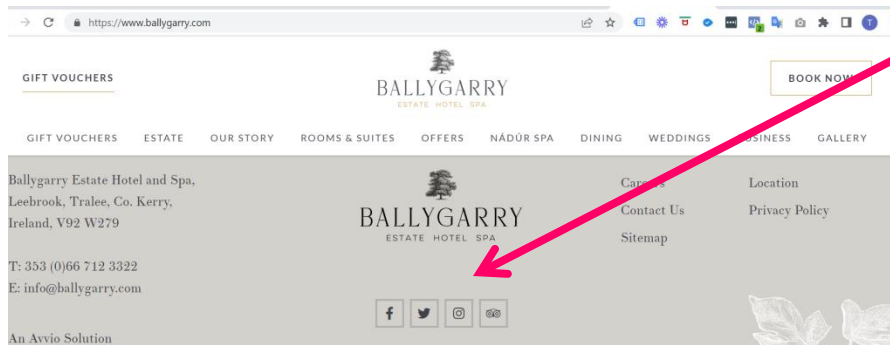 https://www.ballygarry.com
2
T
GIFT VOUCHERS
BALLYGARRY
ESTATE HOTEL SPA
BOOK NOW
GIFT VOUCHERS ESTATE OUR STORY ROOMS & SUITES OFFERS NÁDÚR SPA DINING WEDDINGS BUSINESS GALLERY
Ballygarry Estate Hotel and Spa,
Leebrook, Tralee, Co. Kerry,
Ireland, V92 W279
T: 353 (0)66 712 3322
E: info@ballygarry.com
An Avvio Solution
BALLYGARRY
ESTATE HOTEL SPA
Careers
Contact Us
Sitemap
Location
Privacy Policy